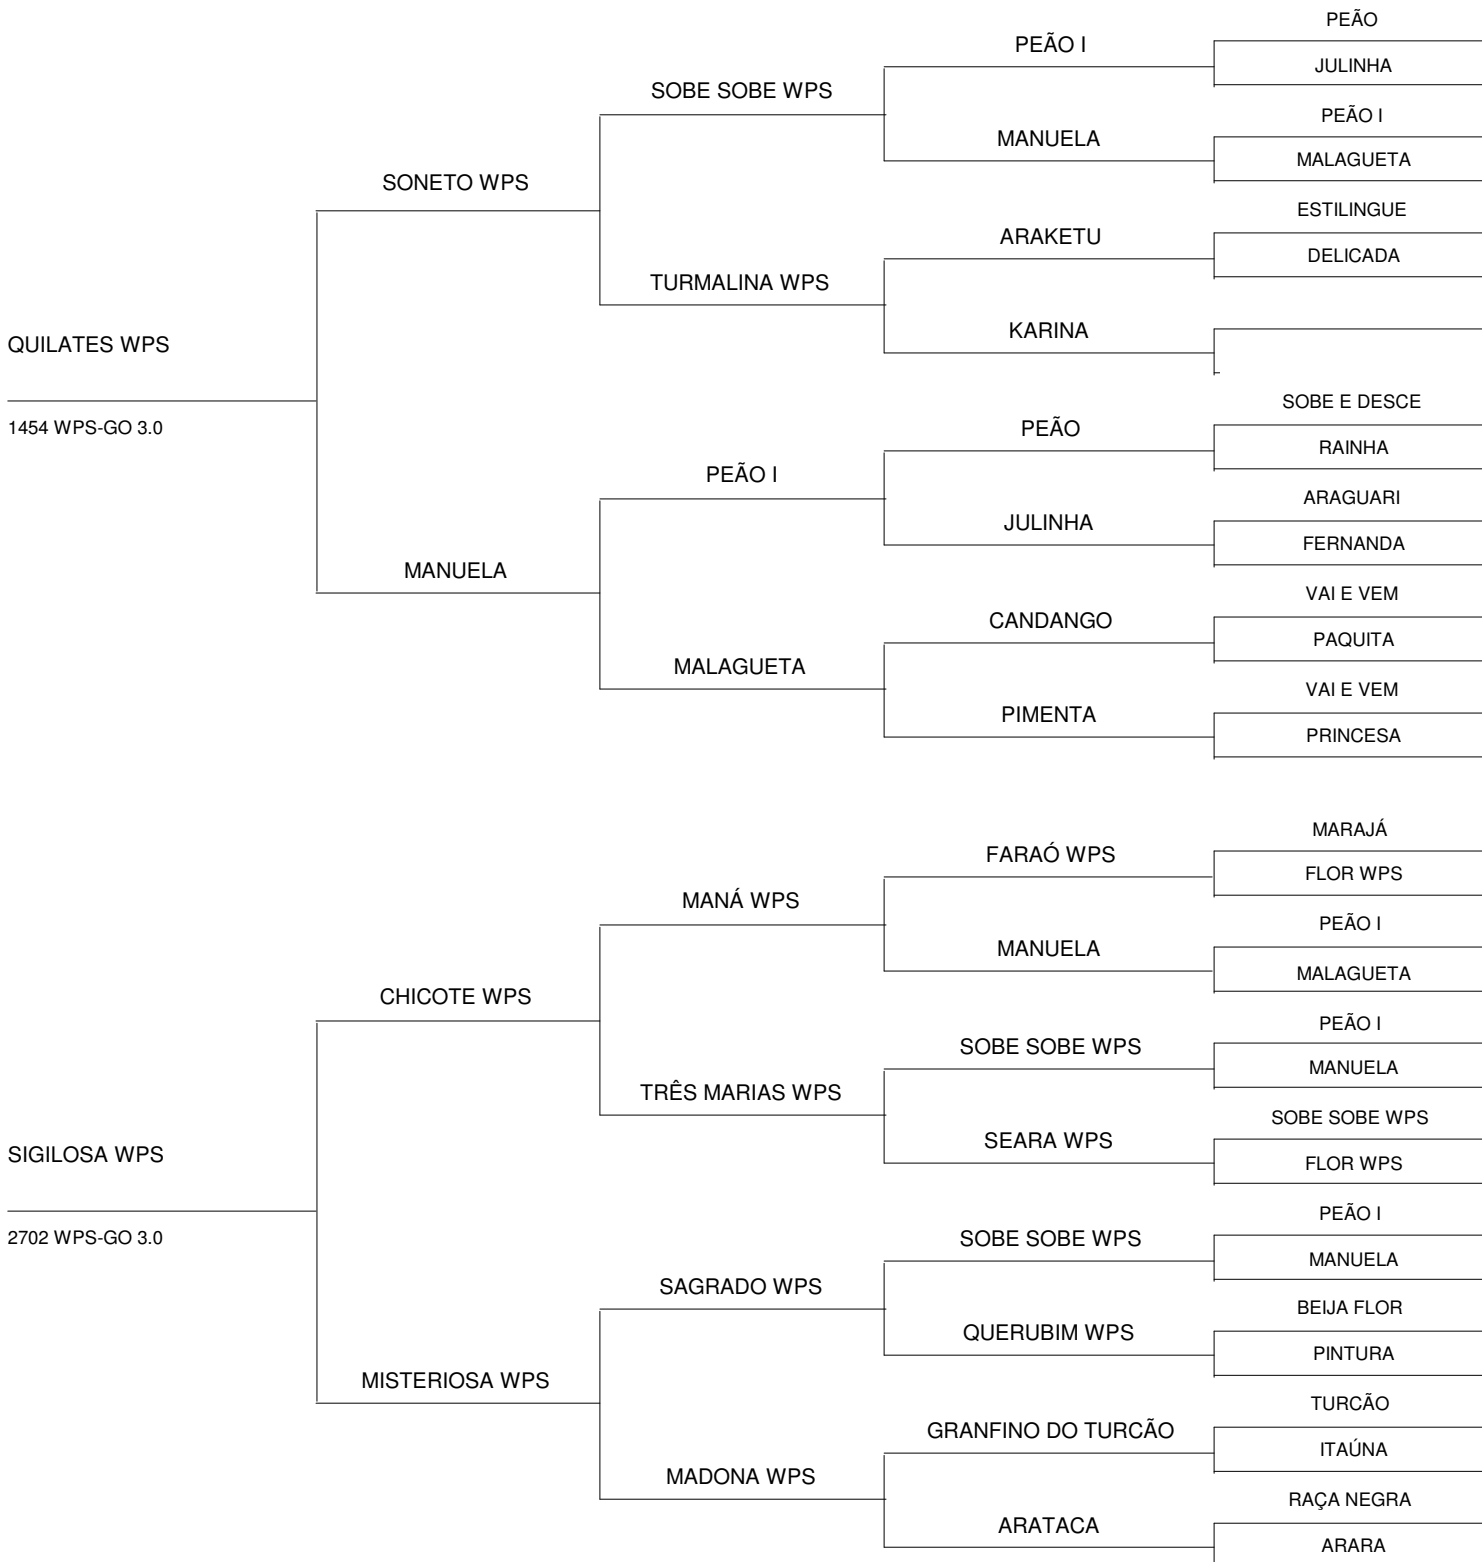 PEÃO
PEÃO I
JULINHA
SOBE SOBE WPS
PEÃO I
MANUELA
MALAGUETA
SONETO WPS
ESTILINGUE
ARAKETU
DELICADA
TURMALINA WPS
KARINA
QUILATES WPS
SOBE E DESCE
1454 WPS-GO 3.0
PEÃO
RAINHA
PEÃO I
ARAGUARI
JULINHA
FERNANDA
MANUELA
VAI E VEM
CANDANGO
PAQUITA
MALAGUETA
VAI E VEM
PIMENTA
PRINCESA
MARAJÁ
FARAÓ WPS
FLOR WPS
MANÁ WPS
PEÃO I
MANUELA
MALAGUETA
CHICOTE WPS
PEÃO I
SOBE SOBE WPS
MANUELA
TRÊS MARIAS WPS
SOBE SOBE WPS
SEARA WPS
FLOR WPS
SIGILOSA WPS
PEÃO I
2702 WPS-GO 3.0
SOBE SOBE WPS
MANUELA
SAGRADO WPS
BEIJA FLOR
QUERUBIM WPS
PINTURA
MISTERIOSA WPS
TURCÃO
GRANFINO DO TURCÃO
ITAÚNA
MADONA WPS
RAÇA NEGRA
ARATACA
ARARA